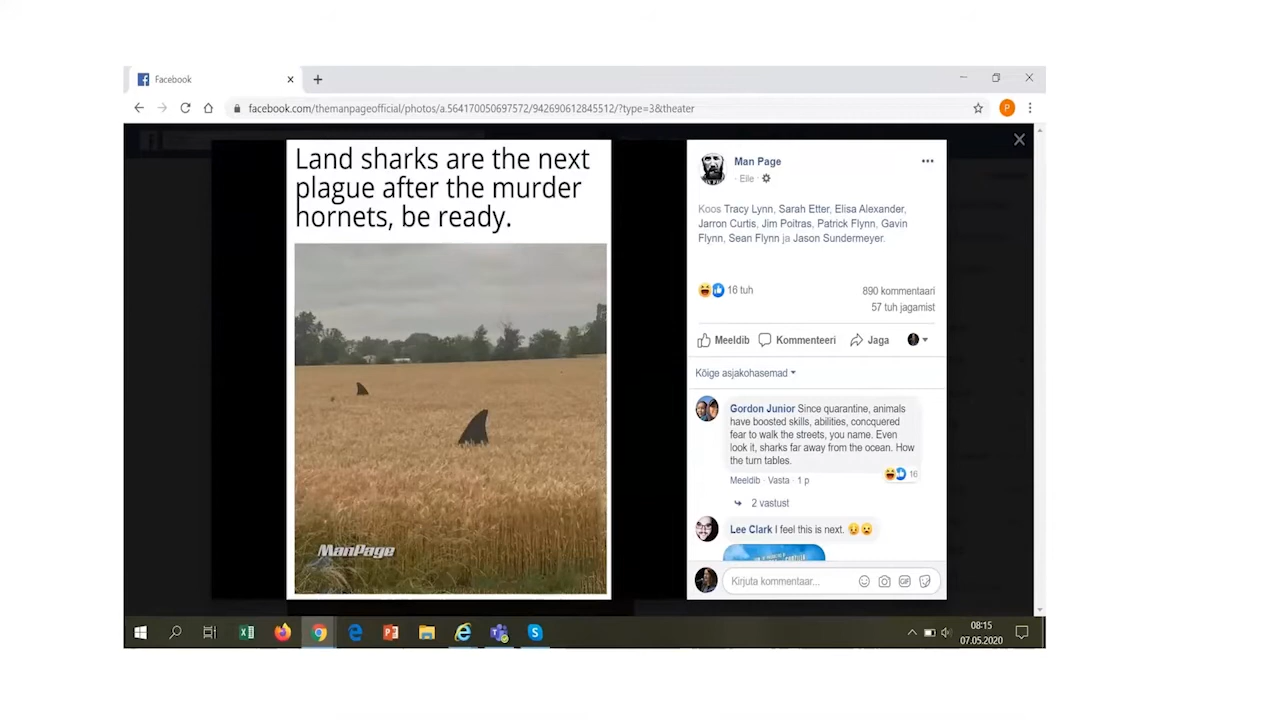 Facebook
facebook.com/themanpageofficial/photos/a.564170050697572/942690612845512/?type=3&theater
P
Land sharks are the next
plague after the murder
hornets, be ready.
ManPage
Man Page
· Eile ·
Koos Tracy Lynn, Sarah Etter, Elisa Alexander,
Jarron Curtis, Jim Poitras, Patrick Flynn, Gavin
Flynn, Sean Flynn ja Jason Sundermeyer.
16 tuh
890 kommentaari
57 tuh jagamist
Meeldib Kommenteeri Jaga
Kõige asjakohasemad
Gordon Junior Since quarantine, animals
have boosted skills, abilities, concquered
fear to walk the streets, you name. Even
look it, sharks far away from the ocean. How
the turn tables.
16
Meeldib · Vasta · 1 p
2 vastust
Lee Clark I feel this is next.
Kirjuta kommentaar...
GIF
08:15
07.05.2020